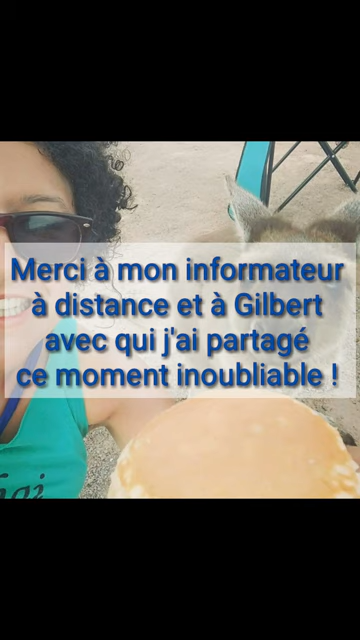 Merci à mon informateur
à distance et à Gilbert
avec qui j'ai partagé
ce moment inoubliable !